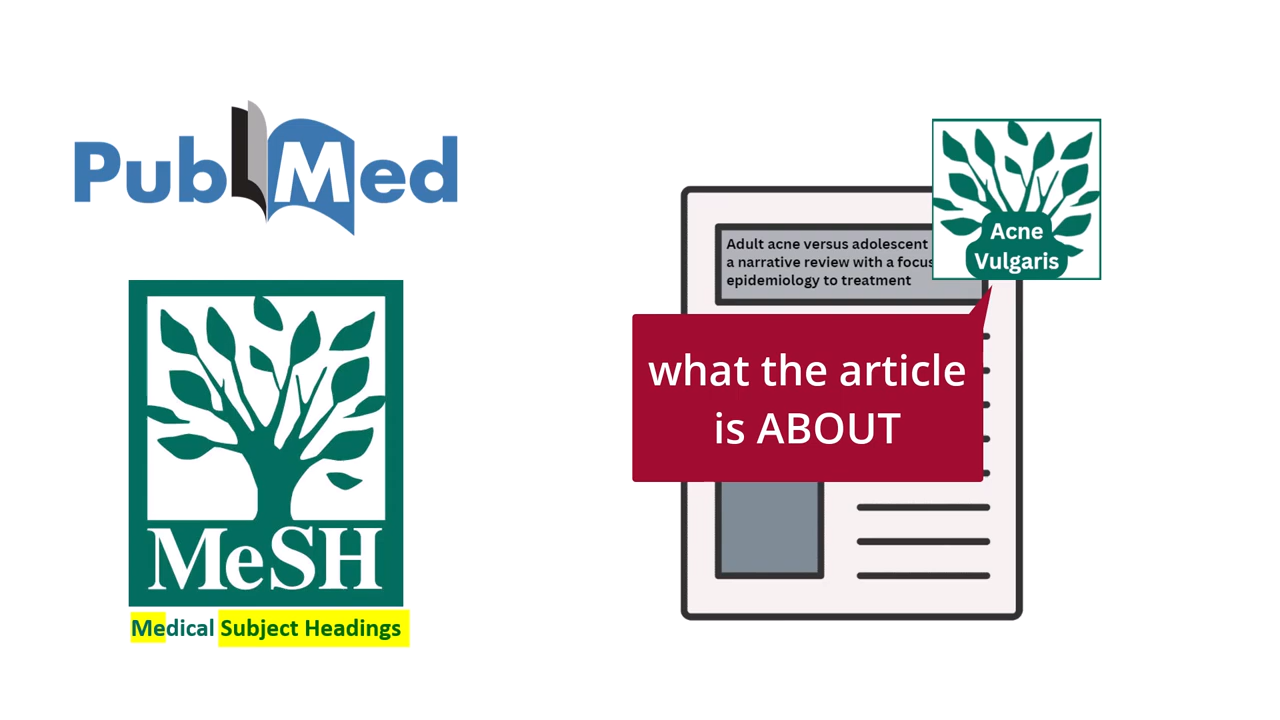 PubMed
MeSH
Medical Subject Headings
Adult acne versus adolescent
a narrative review with a focus
epidemiology to treatment
Acne
Vulgaris
what the article
is ABOUT